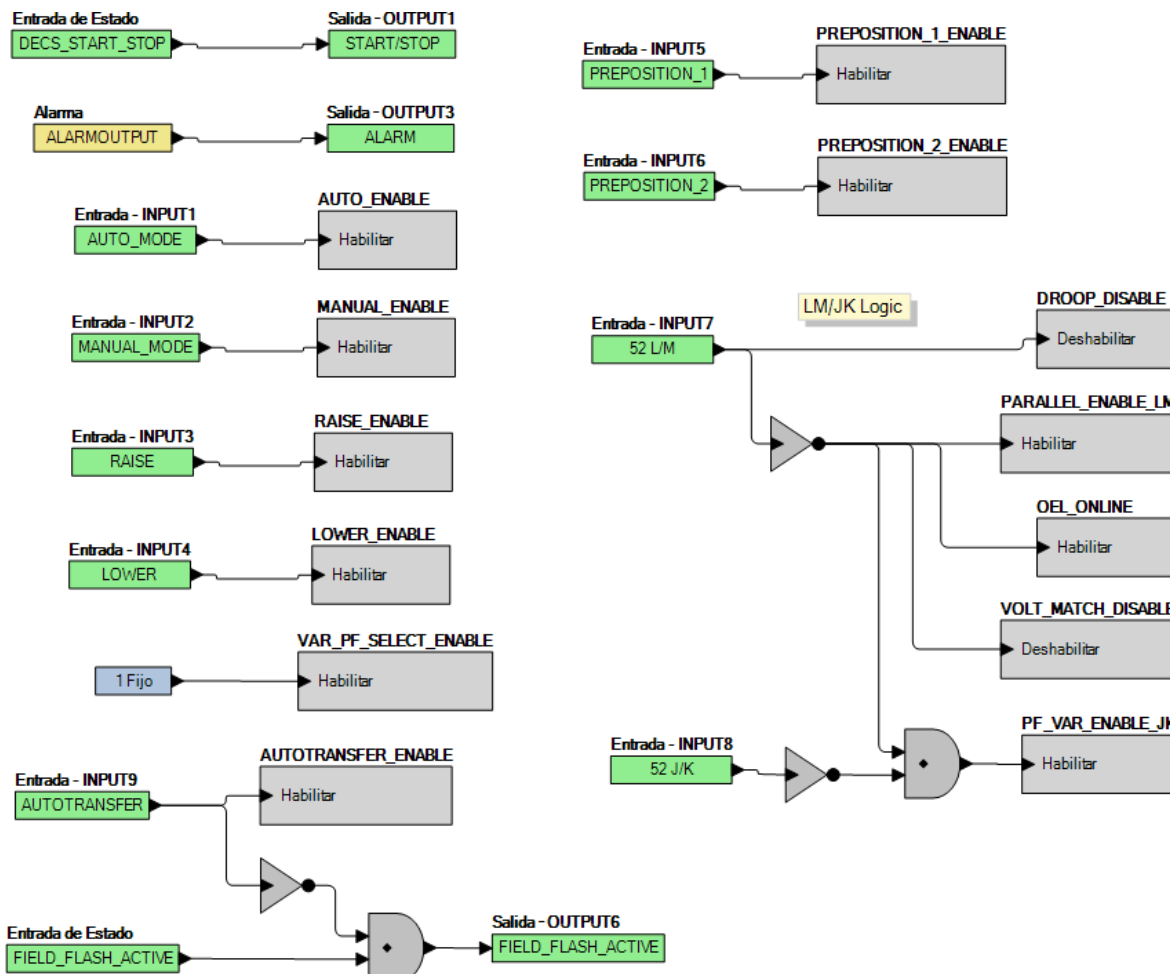 Entrada de Estado
DECS_START_STOP
Salida - OUTPUT1
START/STOP
Alarma
ALARMOUTPUT
Salida - OUTPUT3
ALARM
Entrada - INPUT1
AUTO_MODE
AUTO_ENABLE
Habilitar
Entrada - INPUT2
MANUAL_MODE
MANUAL_ENABLE
Habilitar
Entrada - INPUT3
RAISE
RAISE_ENABLE
Habilitar
Entrada - INPUT4
LOWER
LOWER_ENABLE
Habilitar
1 Fijo
VAR_PF_SELECT_ENABLE
Habilitar
Entrada - INPUT9
AUTOTRANSFER
AUTOTRANSFER_ENABLE
Habilitar
Entrada de Estado
FIELD_FLASH_ACTIVE
Salida - OUTPUT6
FIELD_FLASH_ACTIVE
Entrada - INPUT5
PREPOSITION_1
PREPOSITION_1_ENABLE
Habilitar
Entrada - INPUT6
PREPOSITION_2
PREPOSITION_2_ENABLE
Habilitar
LM/JK Logic
Entrada - INPUT7
52 L/M
DROOP_DISABLE
Deshabilitar
PARALLEL_ENABLE_LM
Habilitar
OEL_ONLINE
Habilitar
VOLT_MATCH_DISABLE
Deshabilitar
Entrada - INPUT8
52 J/K
PF_VAR_ENABLE_JK
Habilitar